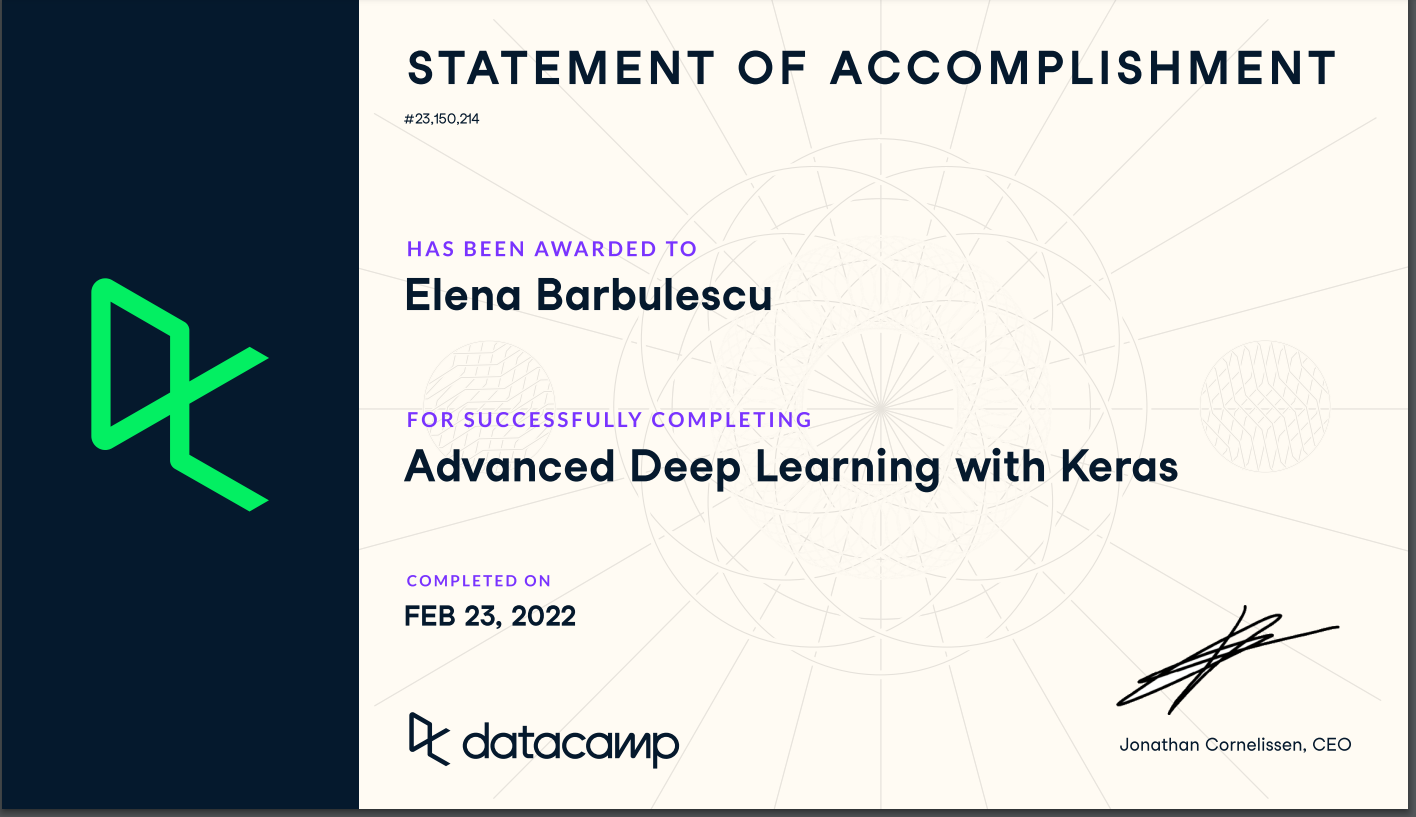 STATEMENT OF ACCOMPLISHMENT
#23,150,214
HAS BEEN AWARDED TO
Elena Barbulescu
FOR SUCCESSFULLY COMPLETING
Advanced Deep Learning with Keras
COMPLETED ON
FEB 23, 2022
datacamp
Jonathan Cornelissen, CEO